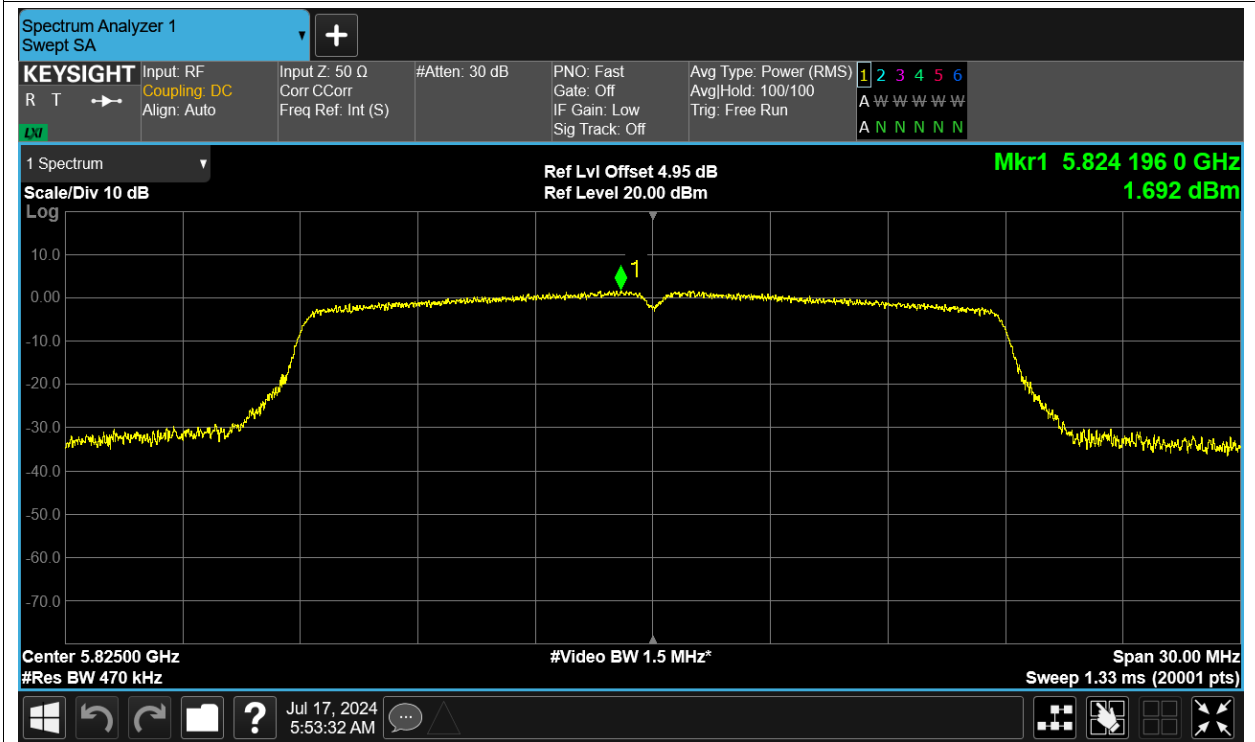 Spectrum Analyzer 1
Swept SA
+
KEYSIGHT
R T
LXI
Input: RF
Coupling: DC
Align: Auto
Input Z: 50 Ω
Corr CCorr
Freq Ref: Int (S)
#Atten: 30 dB
PNO: Fast
Gate: Off
IF Gain: Low
Sig Track: Off
Avg Type: Power (RMS)
Avg|Hold: 100/100
Trig: Free Run
1 2 3 4 5 6
A W W W W W
A N N N N N
1 Spectrum
Scale/Div 10 dB
Log
Ref Lvl Offset 4.95 dB
Ref Level 20.00 dBm
Mkr1 5.824 196 0 GHz
1.692 dBm
10.0
0.00
-10.0
-20.0
-30.0
-40.0
-50.0
-60.0
-70.0
1
Center 5.82500 GHz
#Res BW 470 kHz
#Video BW 1.5 MHz*
Span 30.00 MHz
Sweep 1.33 ms (20001 pts)
?
Jul 17, 2024
5:53:32 AM